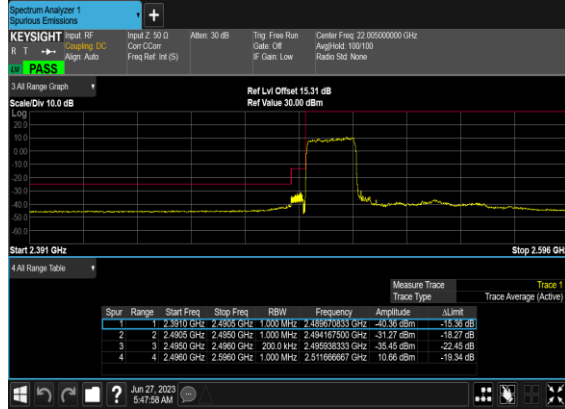 Spectrum Analyzer 1
Spurious Emissions
+
KEYSIGHT Input: RF Input Z: 50 Ω Atten: 30 dB Trig: Free Run Center Freq: 22.005000000 GHz
R T Coupling: DC Corr CCorr Gate: Off Avg|Hold: 100/100
Align: Auto Freq Ref: Int (S) IF Gain: Low Radio Std: None
PASS
3 All Range Graph Ref Lvl Offset 15.31 dB
Scale/Div 10.0 dB Ref Value 30.00 dBm
Log
20.0
10.0
0.00
-10.0
-20.0
-30.0
-40.0
-50.0
-60.0
Start 2.391 GHz Stop 2.596 GHz
4 All Range Table
Measure Trace Trace 1
Trace Type Trace Average (Active)
Spur Range Start Freq Stop Freq RBW Frequency Amplitude ΔLimit
1 1 2.3910 GHz 2.4905 GHz 1.000 MHz 2.489670833 GHz -40.36 dBm -15.36 dB
2 2 2.4905 GHz 2.4950 GHz 1.000 MHz 2.494167500 GHz -31.27 dBm -18.27 dB
3 3 2.4950 GHz 2.4960 GHz 200.0 kHz 2.495938333 GHz -35.45 dBm -22.45 dB
4 4 2.4960 GHz 2.5960 GHz 1.000 MHz 2.511666667 GHz 10.66 dBm -19.34 dB
? Jun 27, 2023
5:47:58 AM